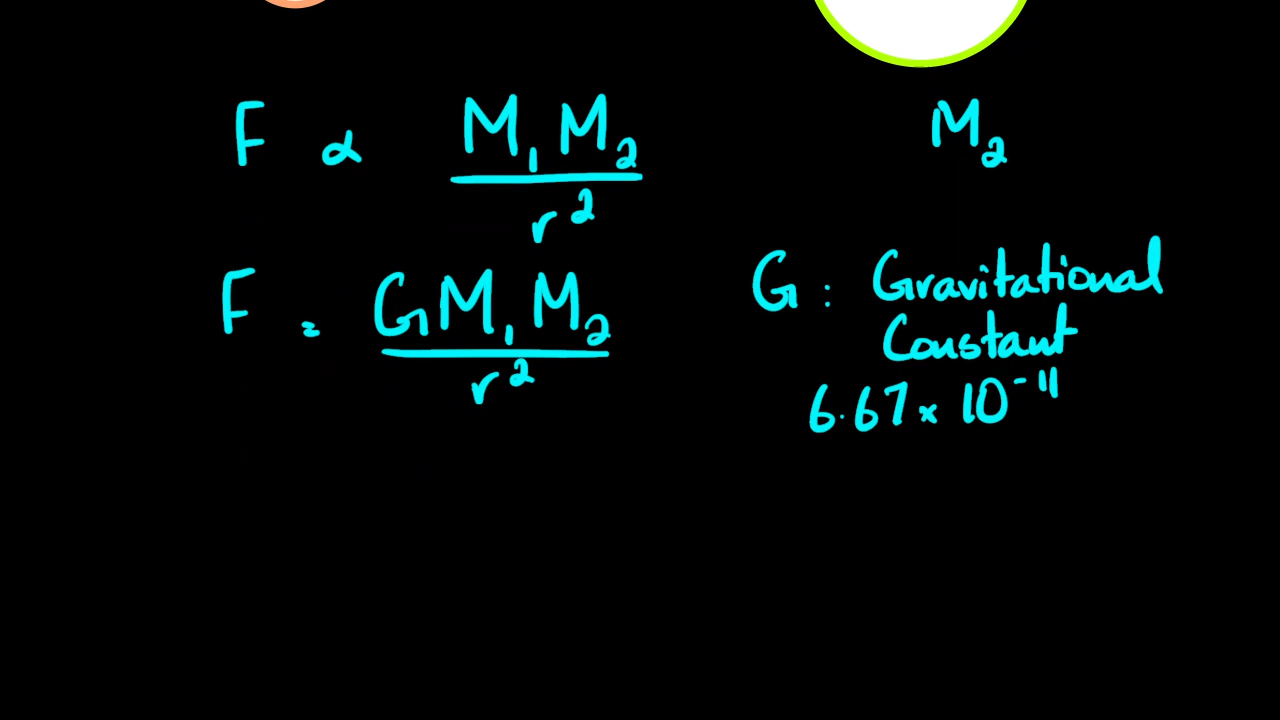 F α M₁M₂ / r²
M₂
F = GM₁M₂ / r²
G : Gravitational
Constant
6.67 × 10⁻¹¹